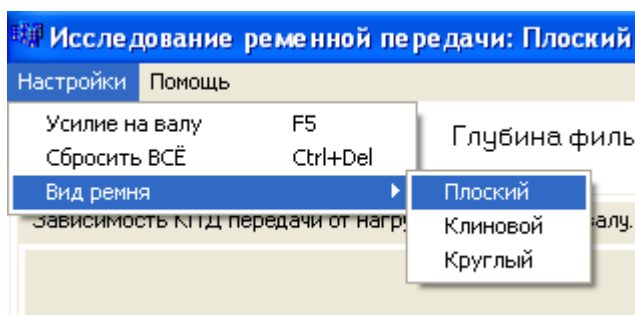 Исследование ременной передачи: Плоский
Настройки Помощь
Усилие на валу F5
Сбросить ВСЁ Ctrl+Del
Вид ремня
Глубина филь
Плоский
Клиновой
Круглый
Зависимость КПД передачи от нагру
валу.